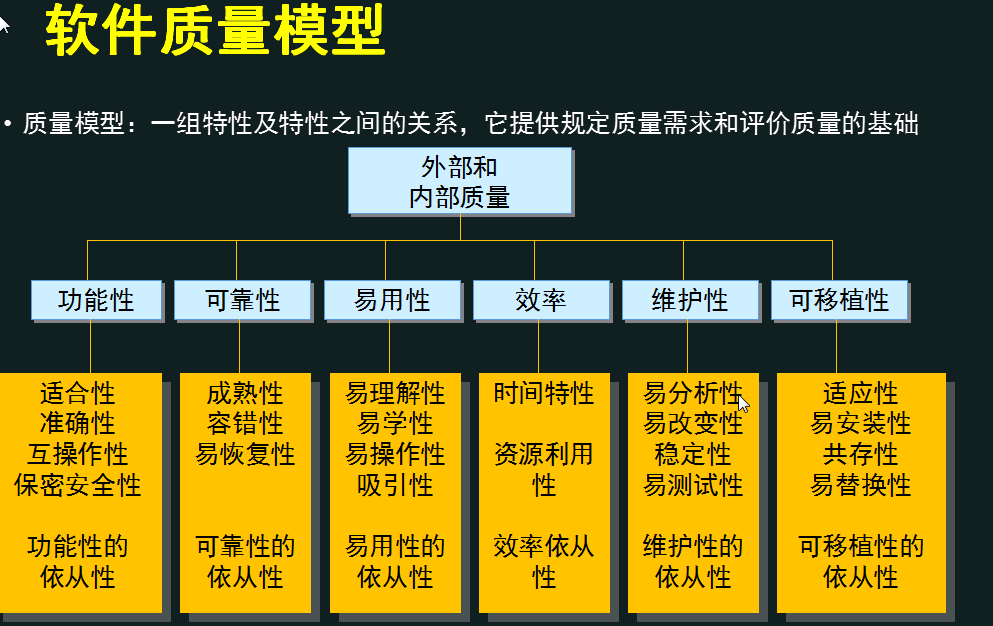 软件质量模型
• 质量模型：一组特性及特性之间的关系，它提供规定质量需求和评价质量的基础
外部和
内部质量
功能性
可靠性
易用性
效率
维护性
可移植性
适合性
准确性
互操作性
保密安全性
功能性的
依从性
成熟性
容错性
易恢复性
可靠性的
依从性
易理解性
易学性
易操作性
吸引性
易用性的
依从性
时间特性
资源利用
性
效率依从
性
易分析性
易改变性
稳定性
易测试性
维护性的
依从性
适应性
易安装性
共存性
易替换性
可移植性的
依从性